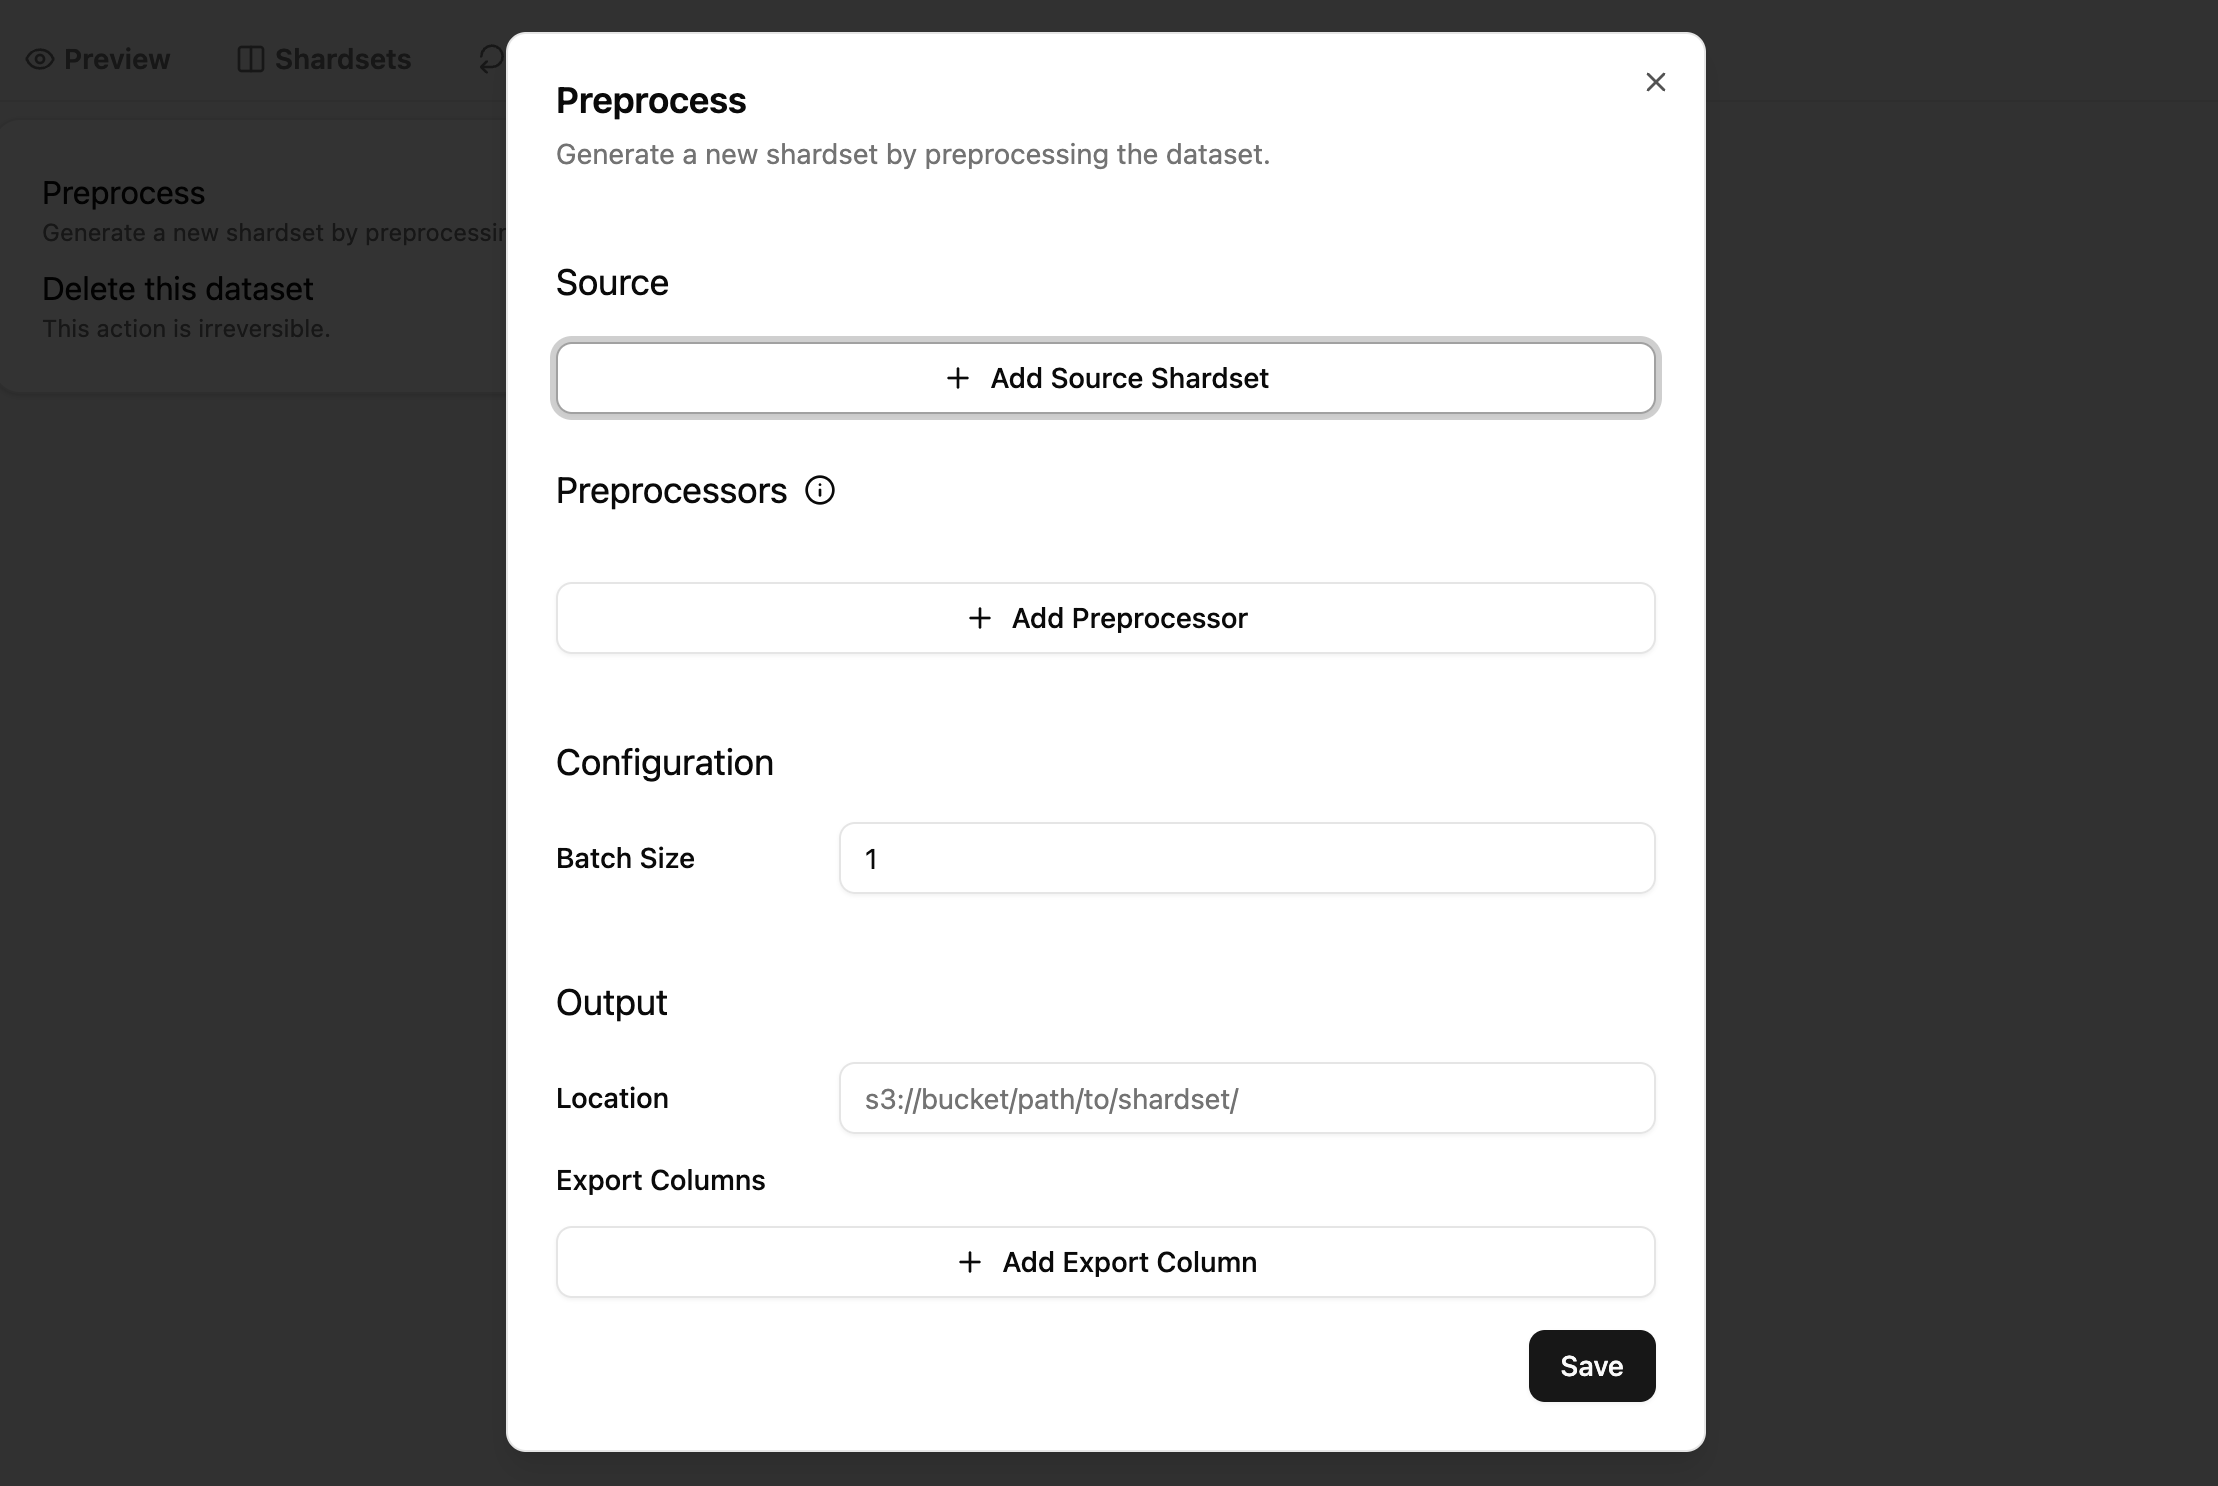 Preview
Shardsets
Preprocess
Generate a new shardset by preprocessin
Delete this dataset
This action is irreversible.
Preprocess
Generate a new shardset by preprocessing the dataset.
Source
Add Source Shardset
Preprocessors
Add Preprocessor
Configuration
Batch Size
1
Output
Location
s3://bucket/path/to/shardset/
Export Columns
Add Export Column
Save